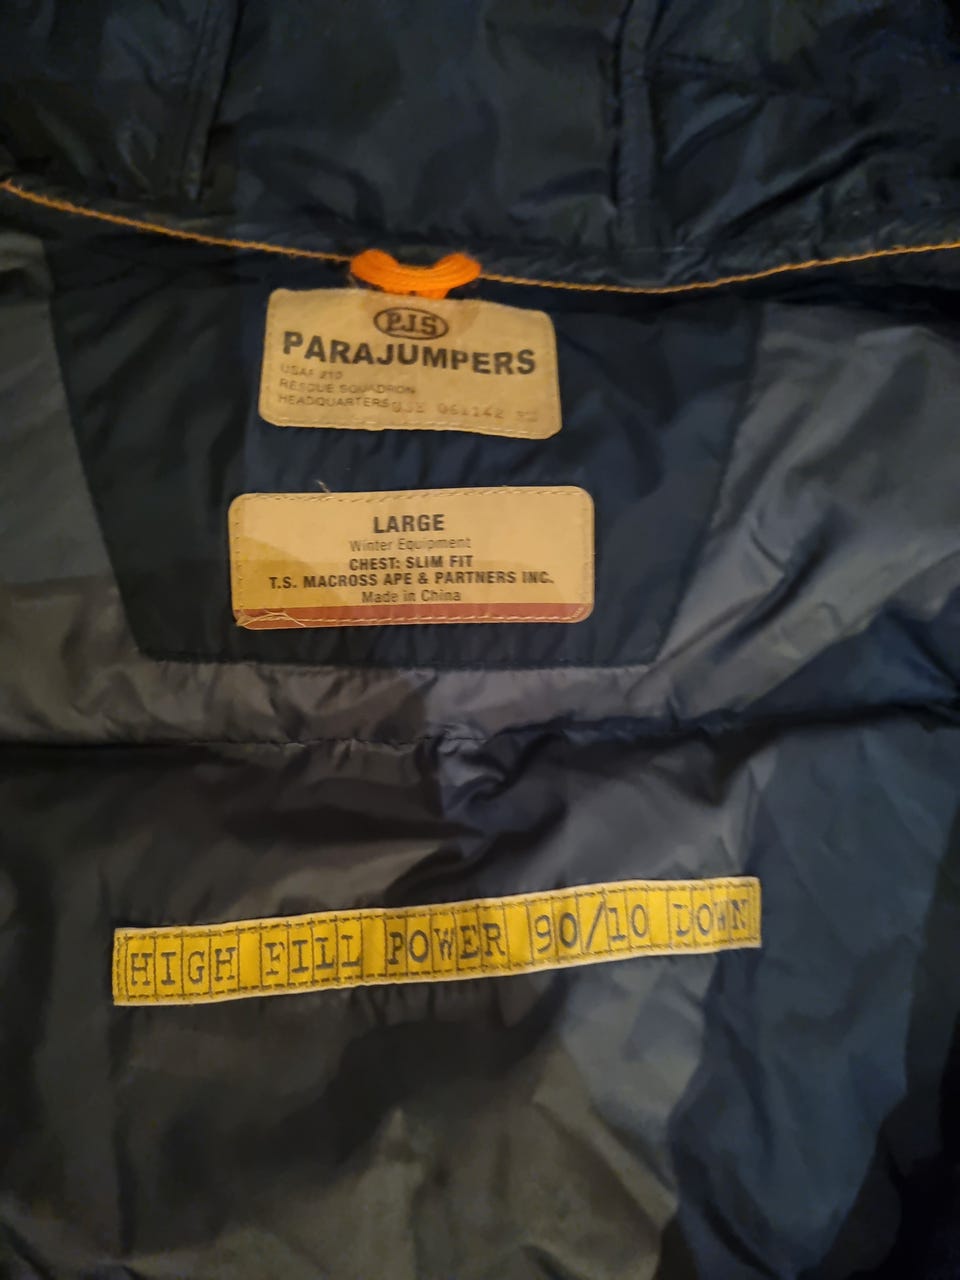 PJS
PARAJUMPERS
USAF 210
RESCUE SQUADRON
HEADQUARTERS
LARGE
Winter Equipment
CHEST: SLIM FIT
T.S. MACROSS APE & PARTNERS INC.
Made in China
HIGH FILL POWER 90/10 DOWN